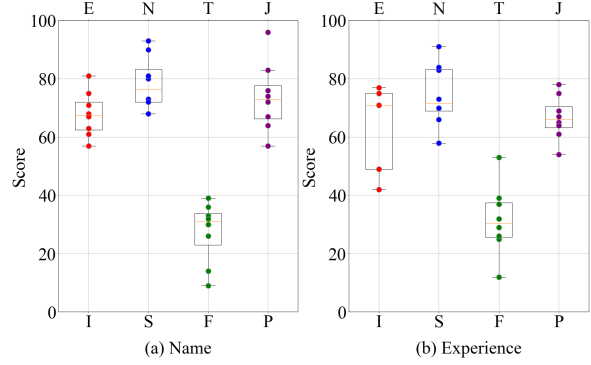 E N T J E N T J
100 100
80 80
60 60
40 40
20 20
0 0
Score Score
I S F P I S F P
(a) Name (b) Experience